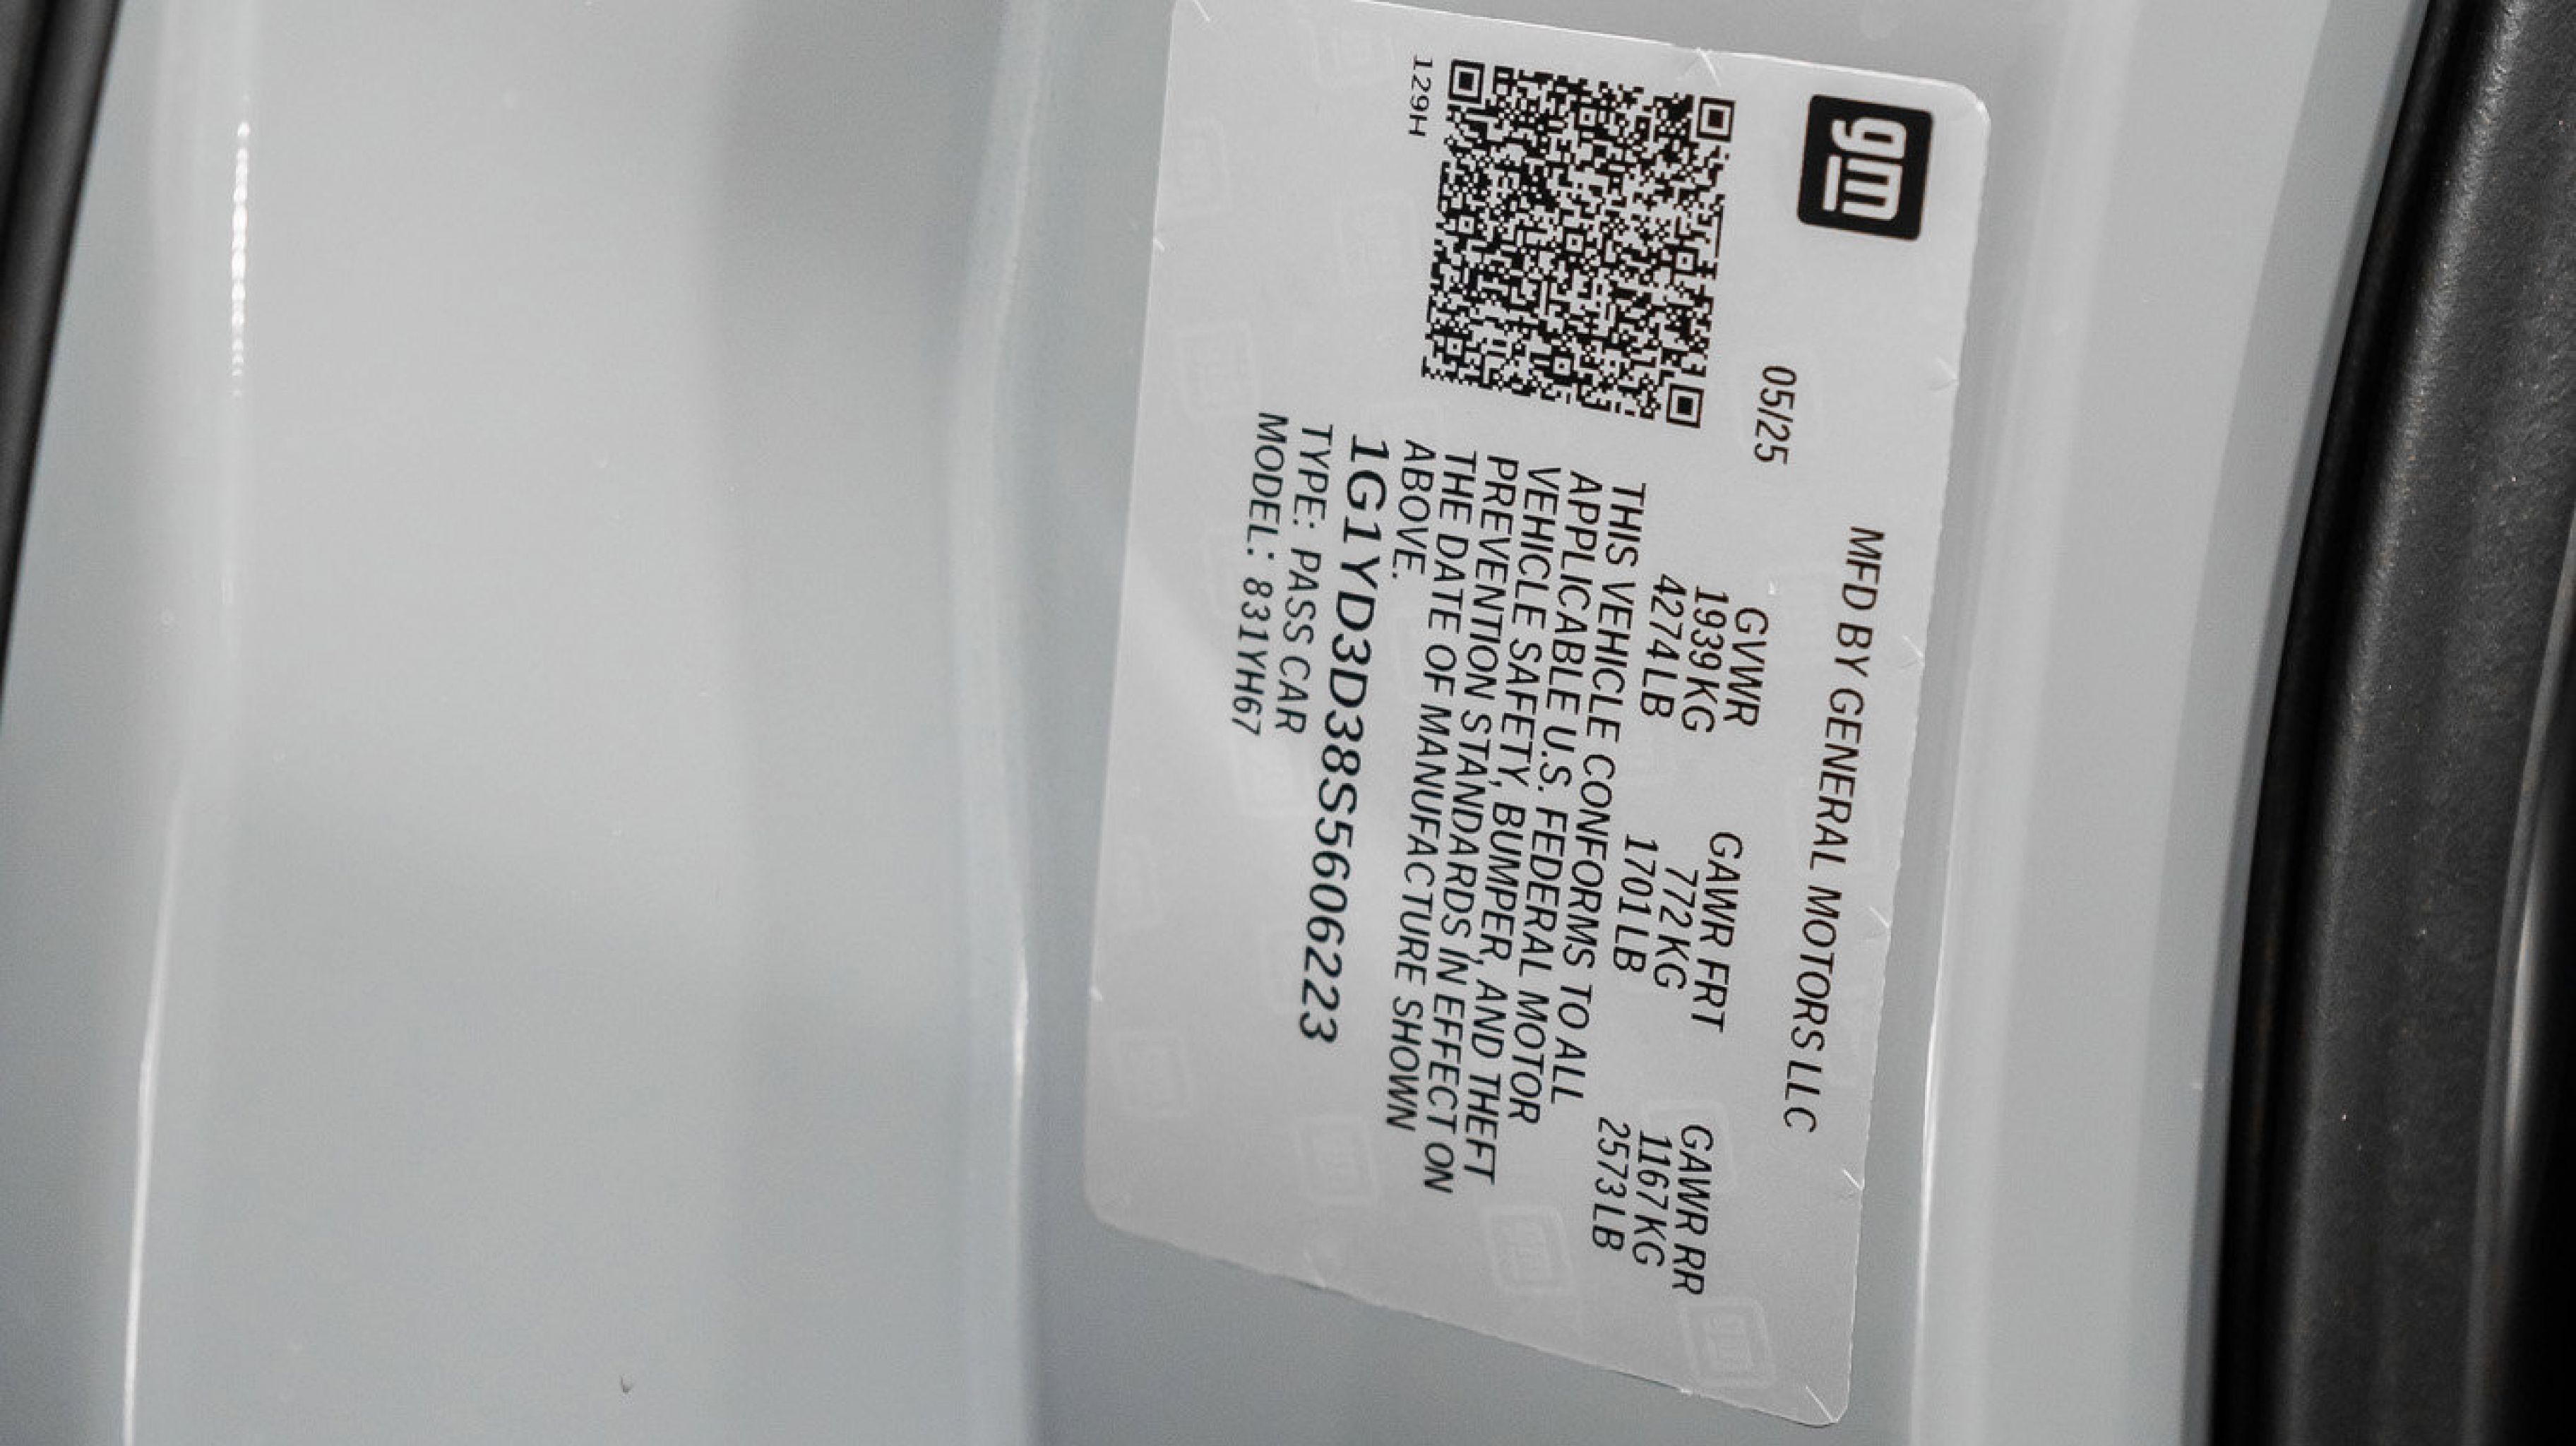 gm
MFD BY GENERAL MOTORS LLC
05/25
GVWR GAWR FRT GAWR RR
1939 KG 772 KG 1167 KG
4274 LB 1701 LB 2573 LB
THIS VEHICLE CONFORMS TO ALL
APPLICABLE U.S. FEDERAL MOTOR
VEHICLE SAFETY, BUMPER, AND THEFT
PREVENTION STANDARDS IN EFFECT ON
THE DATE OF MANUFACTURE SHOWN
ABOVE.
1G1YD3D38S5606223
TYPE: PASS CAR
MODEL: 831YH67
129H